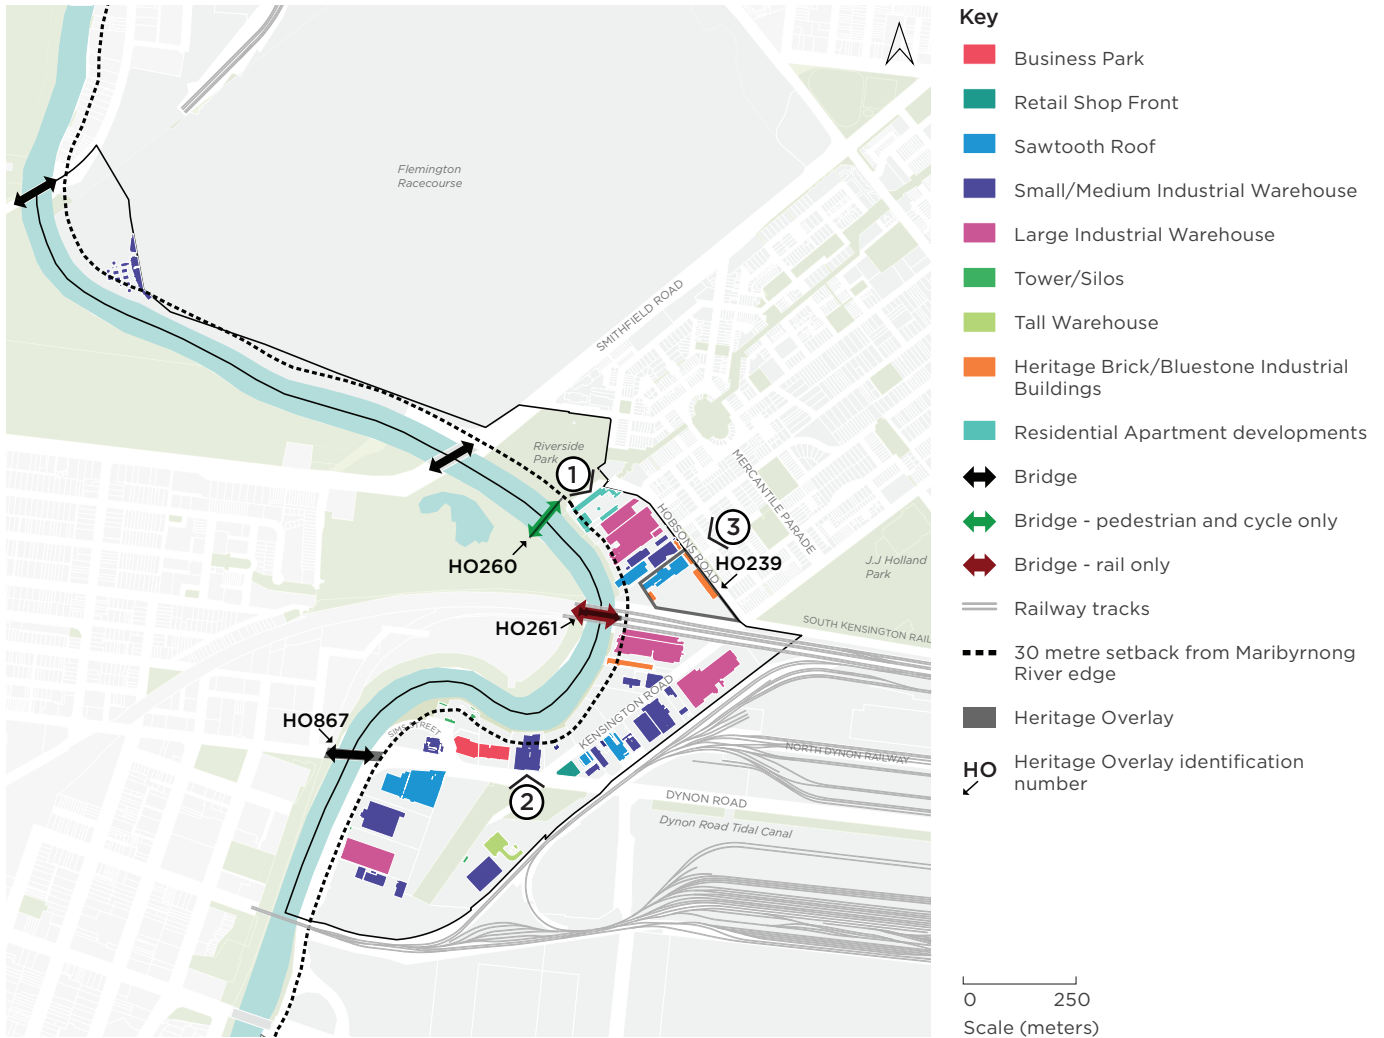 Flemington
Racecourse
SMITHFIELD ROAD
Riverside
Park
1
MERCANTILE PARADE
HOBSONS ROAD
3
HO239
J.J Holland
Park
HO260
HO261
SOUTH KENSINGTON RAIL
KENSINGTON ROAD
HO867
SIMS STREET
NORTH DYNON RAILWAY
2
DYNON ROAD
Dynon Road Tidal Canal
Key
Business Park
Retail Shop Front
Sawtooth Roof
Small/Medium Industrial Warehouse
Large Industrial Warehouse
Tower/Silos
Tall Warehouse
Heritage Brick/Bluestone Industrial
Buildings
Residential Apartment developments
Bridge
Bridge - pedestrian and cycle only
Bridge - rail only
Railway tracks
30 metre setback from Maribyrnong
River edge
Heritage Overlay
HO
Heritage Overlay identification
number
0 250
Scale (meters)